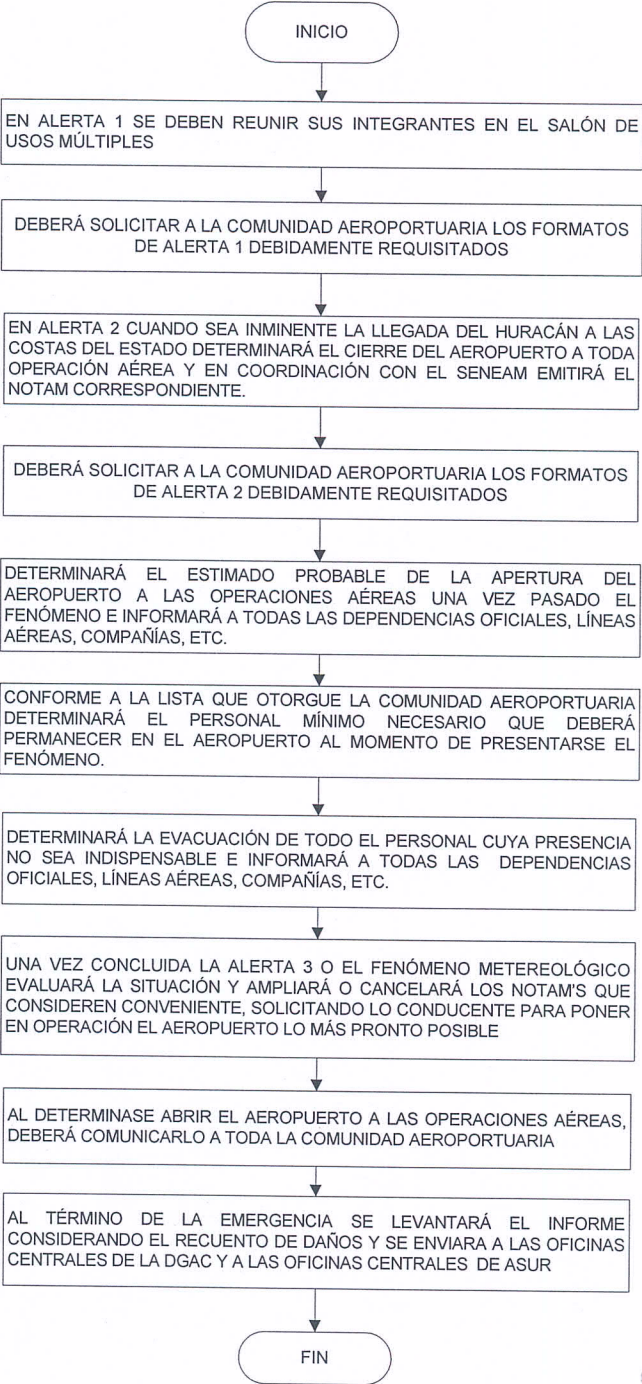 INICIO
EN ALERTA 1 SE DEBEN REUNIR SUS INTEGRANTES EN EL SALÓN DE
USOS MÚLTIPLES
DEBERÁ SOLICITAR A LA COMUNIDAD AEROPORTUARIA LOS FORMATOS
DE ALERTA 1 DEBIDAMENTE REQUISITADOS
EN ALERTA 2 CUANDO SEA INMINENTE LA LLEGADA DEL HURACÁN A LAS
COSTAS DEL ESTADO DETERMINARÁ EL CIERRE DEL AEROPUERTO A TODA
OPERACIÓN AÉREA Y EN COORDINACIÓN CON EL SENEAM EMITIRÁ EL
NOTAM CORRESPONDIENTE.
DEBERÁ SOLICITAR A LA COMUNIDAD AEROPORTUARIA LOS FORMATOS
DE ALERTA 2 DEBIDAMENTE REQUISITADOS
DETERMINARÁ EL ESTIMADO PROBABLE DE LA APERTURA DEL
AEROPUERTO A LAS OPERACIONES AÉREAS UNA VEZ PASADO EL
FENÓMENO E INFORMARÁ A TODAS LAS DEPENDENCIAS OFICIALES, LÍNEAS
AÉREAS, COMPAÑÍAS, ETC.
CONFORME A LA LISTA QUE OTORGUE LA COMUNIDAD AEROPORTUARIA
DETERMINARÁ EL PERSONAL MÍNIMO NECESARIO QUE DEBERÁ
PERMANECER EN EL AEROPUERTO AL MOMENTO DE PRESENTARSE EL
FENÓMENO.
DETERMINARÁ LA EVACUACIÓN DE TODO EL PERSONAL CUYA PRESENCIA
NO SEA INDISPENSABLE E INFORMARÁ A TODAS LAS DEPENDENCIAS
OFICIALES, LÍNEAS AÉREAS, COMPAÑÍAS, ETC.
UNA VEZ CONCLUIDA LA ALERTA 3 O EL FENÓMENO METEREOLÓGICO
EVALUARÁ LA SITUACIÓN Y AMPLIARÁ O CANCELARÁ LOS NOTAM'S QUE
CONSIDEREN CONVENIENTE, SOLICITANDO LO CONDUCENTE PARA PONER
EN OPERACIÓN EL AEROPUERTO LO MÁS PRONTO POSIBLE
AL DETERMINASE ABRIR EL AEROPUERTO A LAS OPERACIONES AÉREAS,
DEBERÁ COMUNICARLO A TODA LA COMUNIDAD AEROPORTUARIA
AL TÉRMINO DE LA EMERGENCIA SE LEVANTARÁ EL INFORME
CONSIDERANDO EL RECUENTO DE DAÑOS Y SE ENVIARA A LAS OFICINAS
CENTRALES DE LA DGAC Y A LAS OFICINAS CENTRALES DE ASUR
FIN